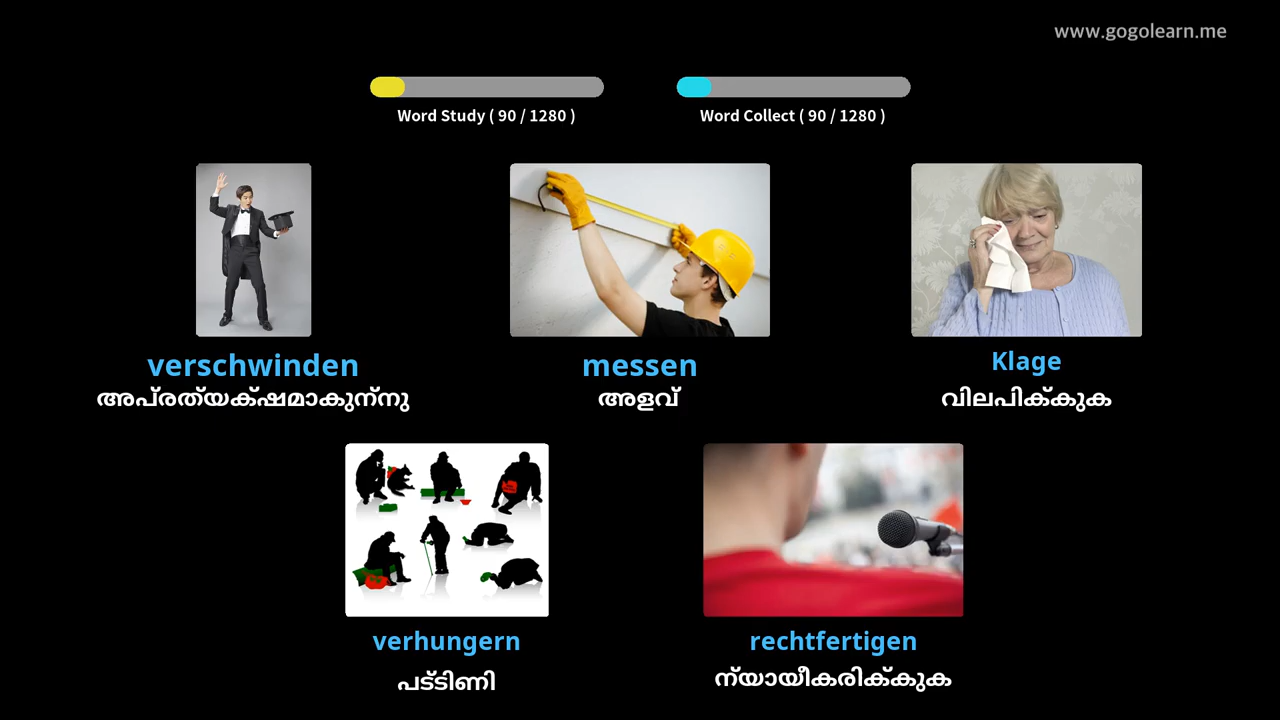 www.gogolearn.me
Word Study ( 90 / 1280 )
Word Collect ( 90 / 1280 )
verschwinden
അപ്രത്യക്ഷമാകുന്നു
messen
അളവ്
Klage
വിലപിക്കുക
verhungern
പട്ടിണി
rechtfertigen
ന്യായീകരിക്കുക